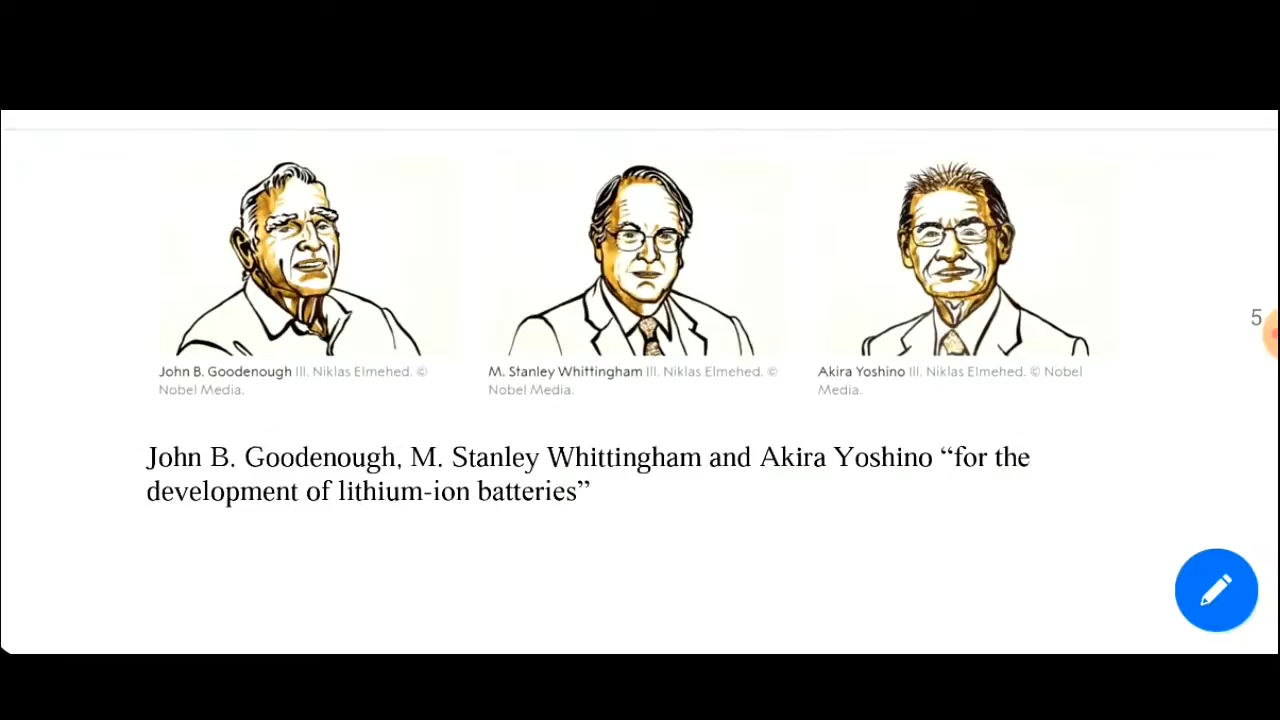 John B. Goodenough Ill. Niklas Elmehed. ©
Nobel Media.
M. Stanley Whittingham Ill. Niklas Elmehed. ©
Nobel Media.
Akira Yoshino Ill. Niklas Elmehed. © Nobel
Media.
5
John B. Goodenough, M. Stanley Whittingham and Akira Yoshino “for the
development of lithium-ion batteries”